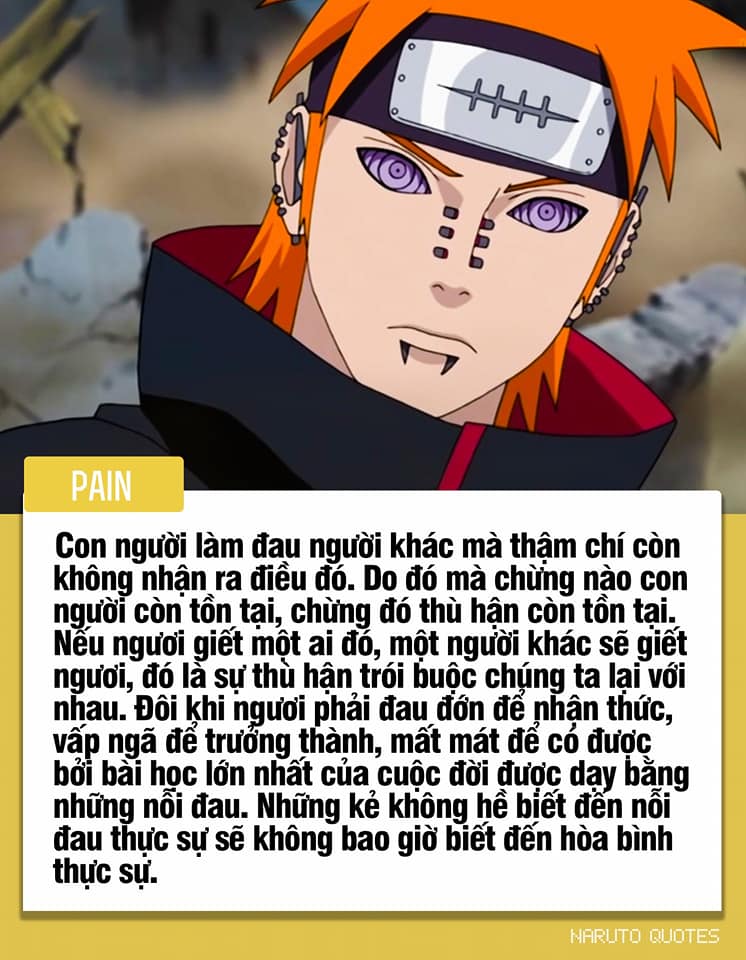 PAIN
Con người làm đau người khác mà thậm chí còn
không nhận ra điều đó. Do đó mà chừng nào con
người còn tồn tại, chừng đó thù hận còn tồn tại.
Nếu ngươi giết một ai đó, một người khác sẽ giết
ngươi, đó là sự thù hận trói buộc chúng ta lại với
nhau. Đôi khi ngươi phải đau đớn để nhận thức,
vấp ngã để trưởng thành, mất mát để có được
bởi bài học lớn nhất của cuộc đời được dạy bằng
những nỗi đau. Những kẻ không hề biết đến nỗi
đau thực sự sẽ không bao giờ biết đến hòa bình
thực sự.
NARUTO QUOTES